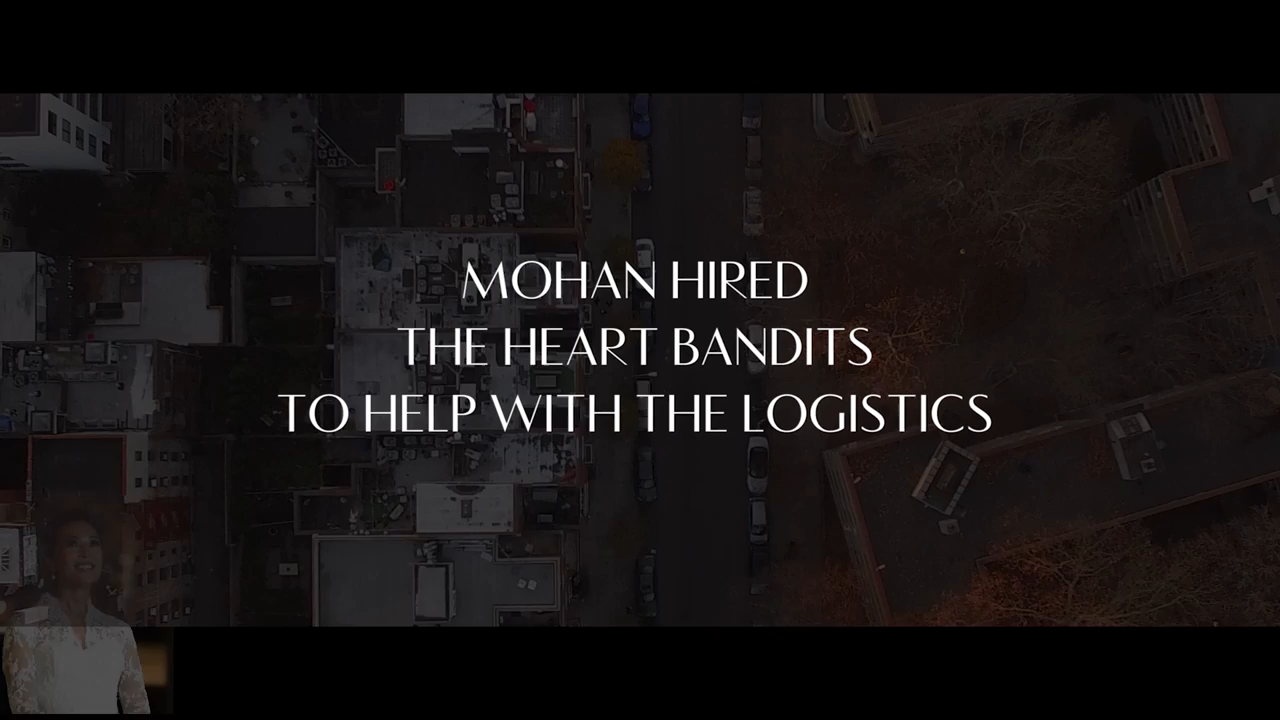 MOHAN HIRED
THE HEART BANDITS
TO HELP WITH THE LOGISTICS